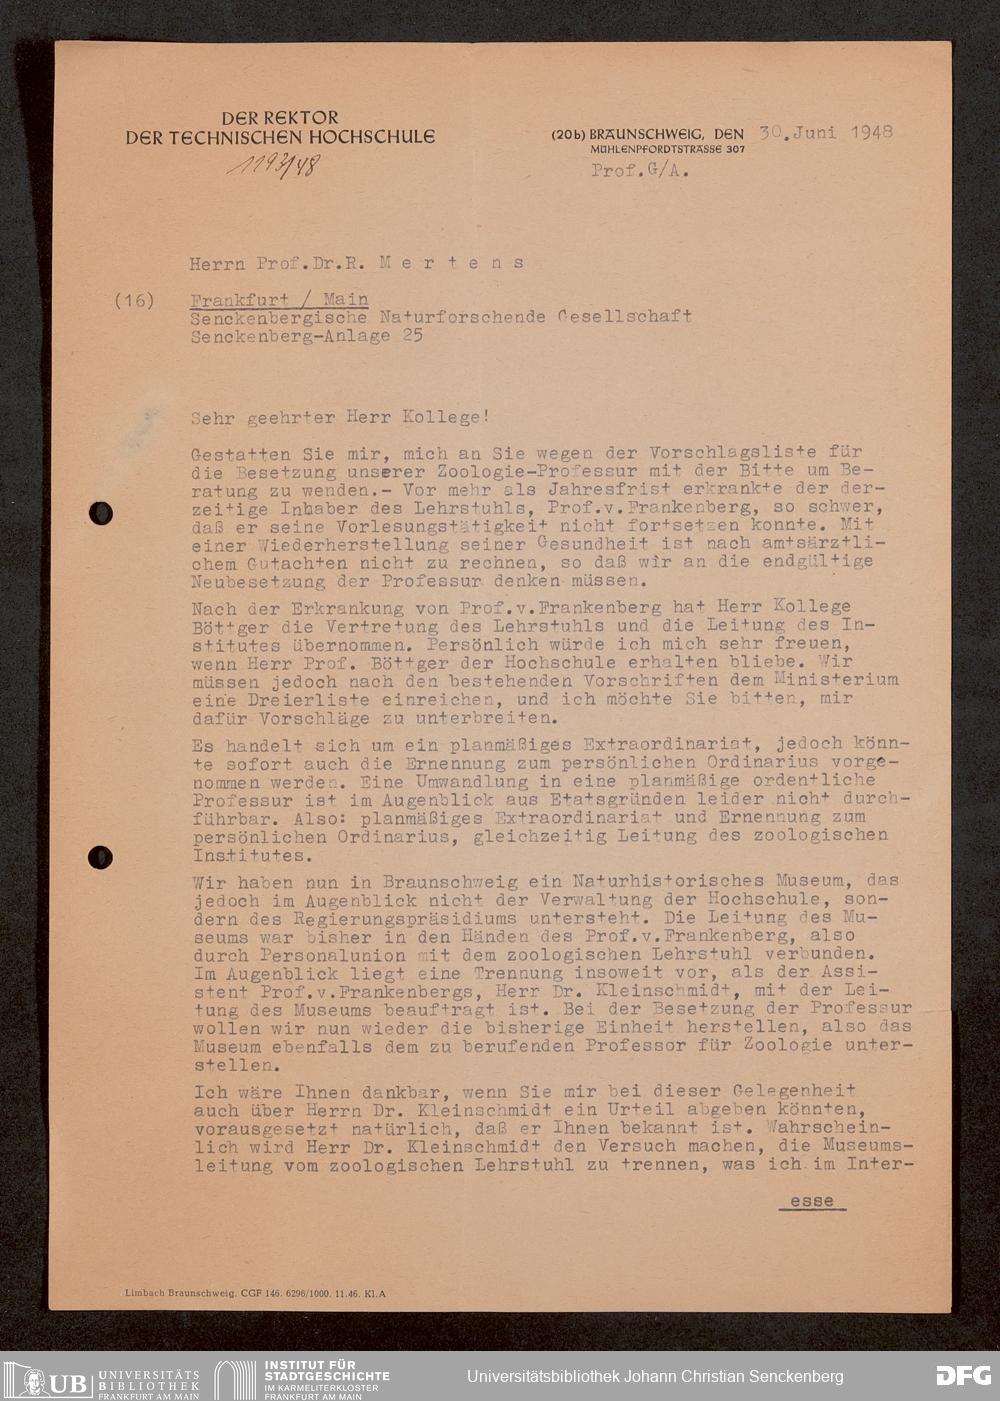 DER REKTOR
DER TECHNISCHEN HOCHSCHULE
1193/48
(20b) BRAUNSCHWEIG, DEN 30.Juni 1948
MÜHLENPFORDTSTRASSE 307
Prof.G/A.
Herrn Prof.Dr.R. M e r t e n s
(16) Frankfurt / Main
Senckenbergische Naturforschende Gesellschaft
Senckenberg-Anlage 25
Sehr geehrter Herr Kollege!
Gestatten Sie mir, mich an Sie wegen der Vorschlagsliste für
die Besetzung unserer Zoologie-Professur mit der Bitte um Be-
ratung zu wenden.- Vor mehr als Jahresfrist erkrankte der der-
zeitige Inhaber des Lehrstuhls, Prof.v.Frankenberg, so schwer,
daß er seine Vorlesungstätigkeit nicht fortsetzen konnte. Mit
einer Wiederherstellung seiner Gesundheit ist nach amtsärztli-
chem Gutachten nicht zu rechnen, so daß wir an die endgültige
Neubesetzung der Professur denken müssen.
Nach der Erkrankung von Prof.v.Frankenberg hat Herr Kollege
Böttger die Vertretung des Lehrstuhls und die Leitung des In-
stitutes übernommen. Persönlich würde ich mich sehr freuen,
wenn Herr Prof. Böttger der Hochschule erhalten bliebe. Wir
müssen jedoch nach den bestehenden Vorschriften dem Ministerium
eine Dreierliste einreichen, und ich möchte Sie bitten, mir
dafür Vorschläge zu unterbreiten.
Es handelt sich um ein planmäßiges Extraordinariat, jedoch könn-
te sofort auch die Ernennung zum persönlichen Ordinarius vorge-
nommen werden. Eine Umwandlung in eine planmäßige ordentliche
Professur ist im Augenblick aus Etatsgründen leider nicht durch-
führbar. Also: planmäßiges Extraordinariat und Ernennung zum
persönlichen Ordinarius, gleichzeitig Leitung des zoologischen
Institutes.
Wir haben nun in Braunschweig ein Naturhistorisches Museum, das
jedoch im Augenblick nicht der Verwaltung der Hochschule, son-
dern des Regierungspräsidiums untersteht. Die Leitung des Mu-
seums war bisher in den Händen des Prof.v.Frankenberg, also
durch Personalunion mit dem zoologischen Lehrstuhl verbunden.
Im Augenblick liegt eine Trennung insoweit vor, als der Assi-
stent Prof.v.Frankenbergs, Herr Dr. Kleinschmidt, mit der Lei-
tung des Museums beauftragt ist. Bei der Besetzung der Professur
wollen wir nun wieder die bisherige Einheit herstellen, also das
Museum ebenfalls dem zu berufenden Professor für Zoologie unter-
stellen.
Ich wäre Ihnen dankbar, wenn Sie mir bei dieser Gelegenheit
auch über Herrn Dr. Kleinschmidt ein Urteil abgeben könnten,
vorausgesetzt natürlich, daß er Ihnen bekannt ist. Wahrschein-
lich wird Herr Dr. Kleinschmidt den Versuch machen, die Museums-
leitung vom zoologischen Lehrstuhl zu trennen, was ich im Inter-
esse
Limbach Braunschweig. CGF 146. 6296/1000. 11.46. Kl.A
UB UNIVERSITÄTS
BIBLIOTHEK
FRANKFURT AM MAIN
INSTITUT FÜR
STADTGESCHICHTE
IM KARMELITERKLOSTER
FRANKFURT AM MAIN
Universitätsbibliothek Johann Christian Senckenberg
DFG